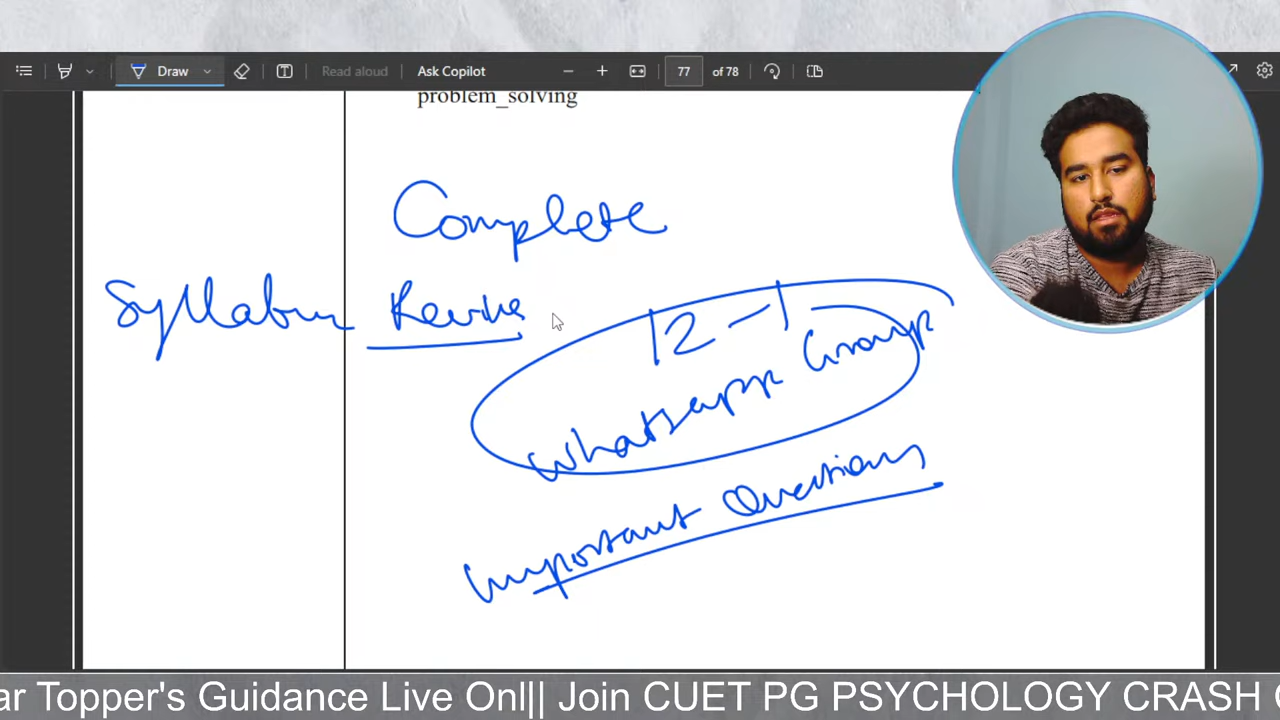 Draw
Read aloud
Ask Copilot
77 of 78
problem_solving
Complete
Syllabus Revise
12-1
Whatsapp Group
Important Questions
ar Topper's Guidance Live Onl|| Join CUET PG PSYCHOLOGY CRASH C